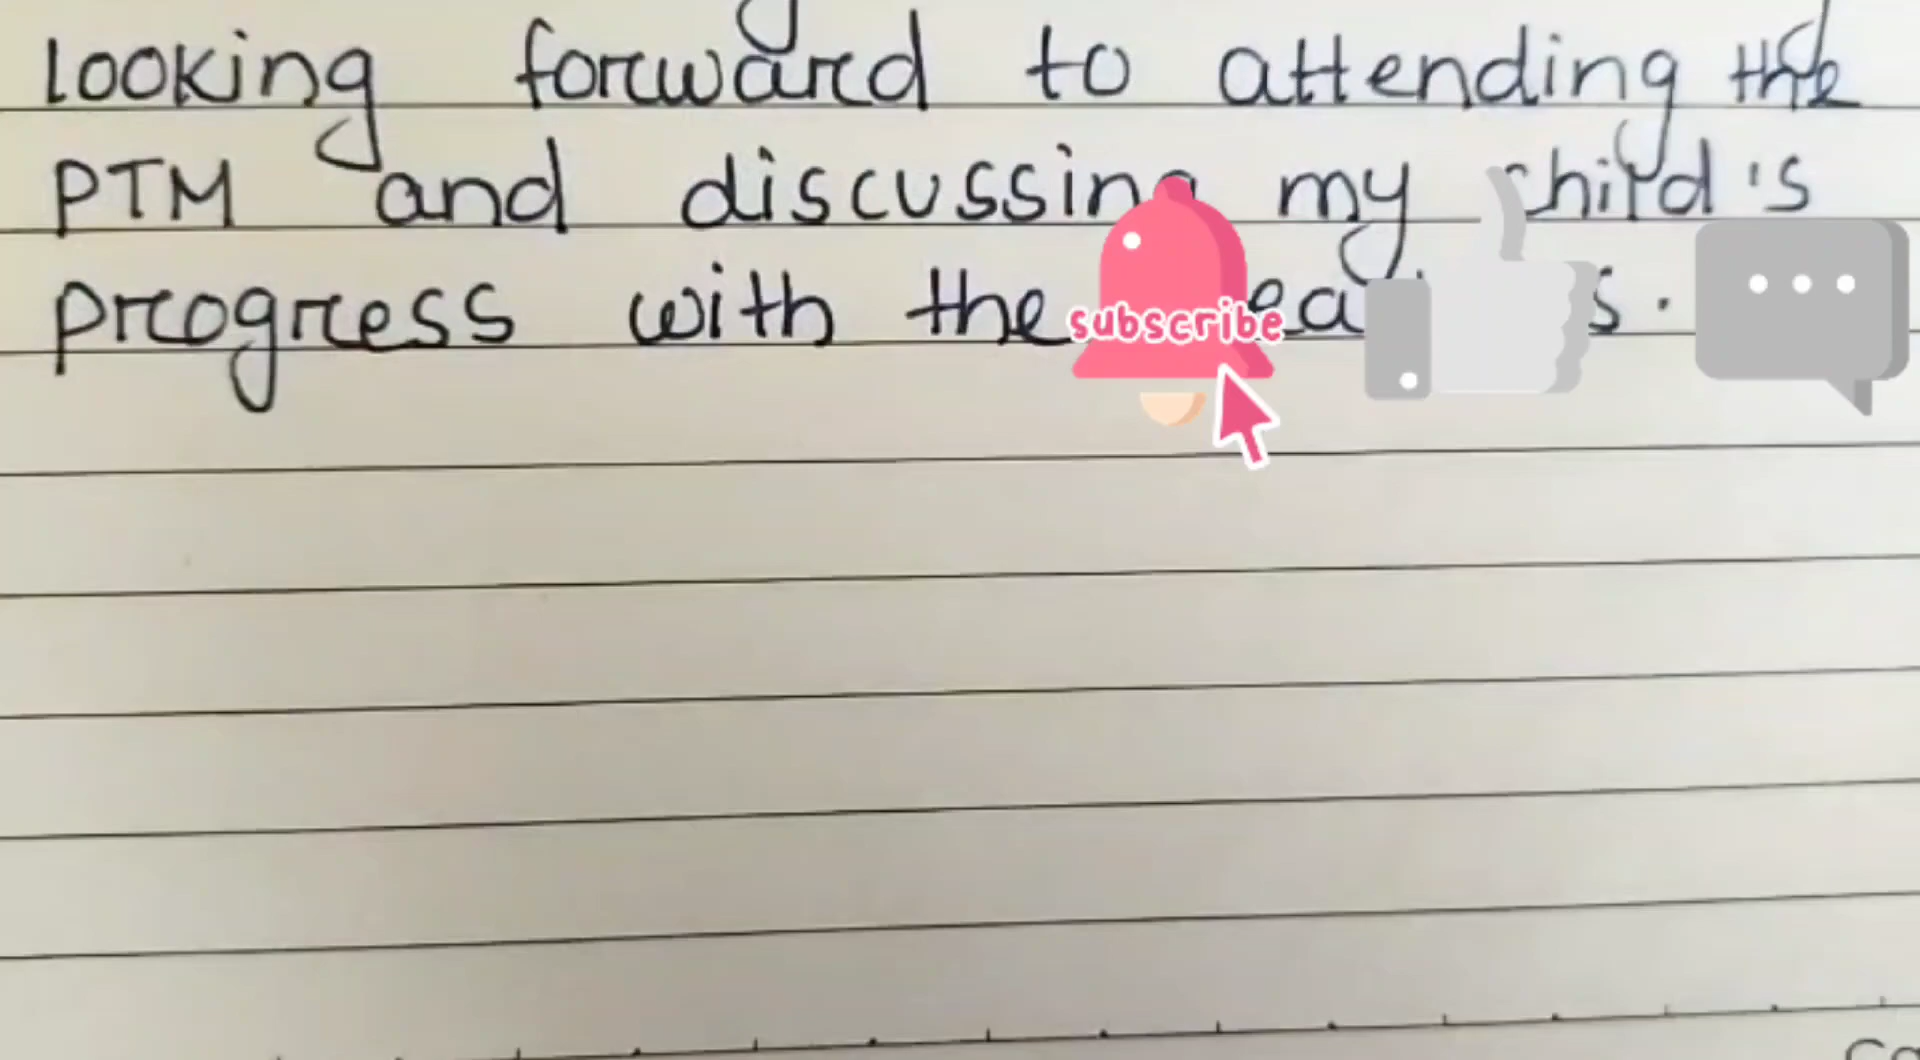 looking forward to attending the
PTM and discussing my child's
progress with the
subscribe